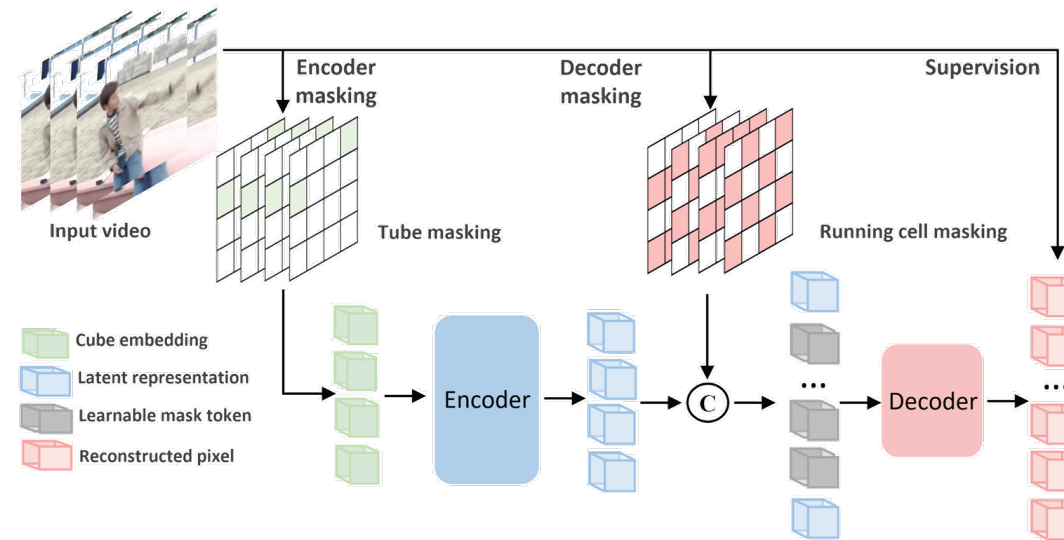 Encoder
masking
Decoder
masking
Supervision
Input video
Tube masking
Running cell masking
Cube embedding
Latent representation
Learnable mask token
Reconstructed pixel
Encoder
C
...
Decoder
...